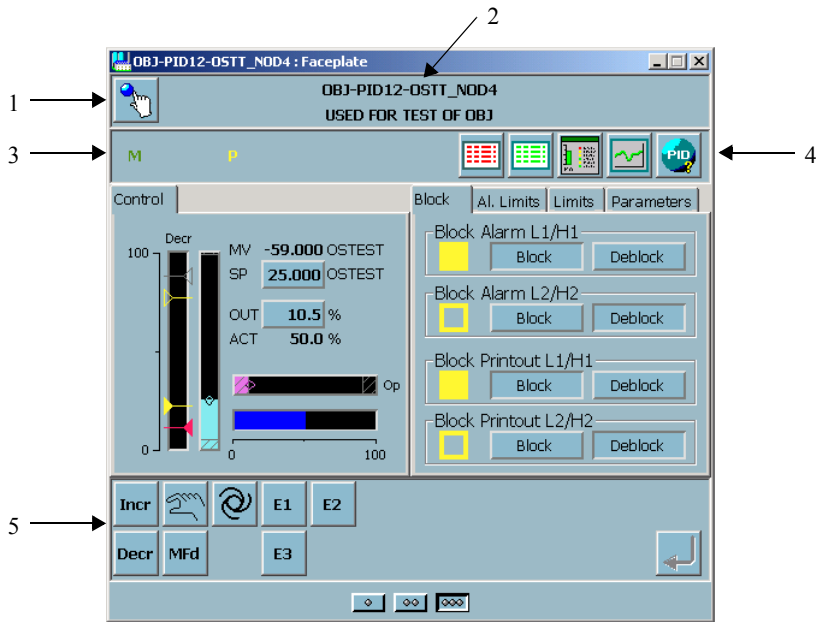 2
OBJ-PID12-OSTT_NOD4 : Faceplate
1
OBJ-PID12-OSTT_NOD4
USED FOR TEST OF OBJ
3
M P
PID ?
4
Control
Block Al. Limits Limits Parameters
Decr
100
0
MV -59.000 OSTEST
SP 25.000 OSTEST
OUT 10.5 %
ACT 50.0 %
Op
0 100
Block Alarm L1/H1
Block Deblock
Block Alarm L2/H2
Block Deblock
Block Printout L1/H1
Block Deblock
Block Printout L2/H2
Block Deblock
5
Incr E1 E2
Decr MFd E3